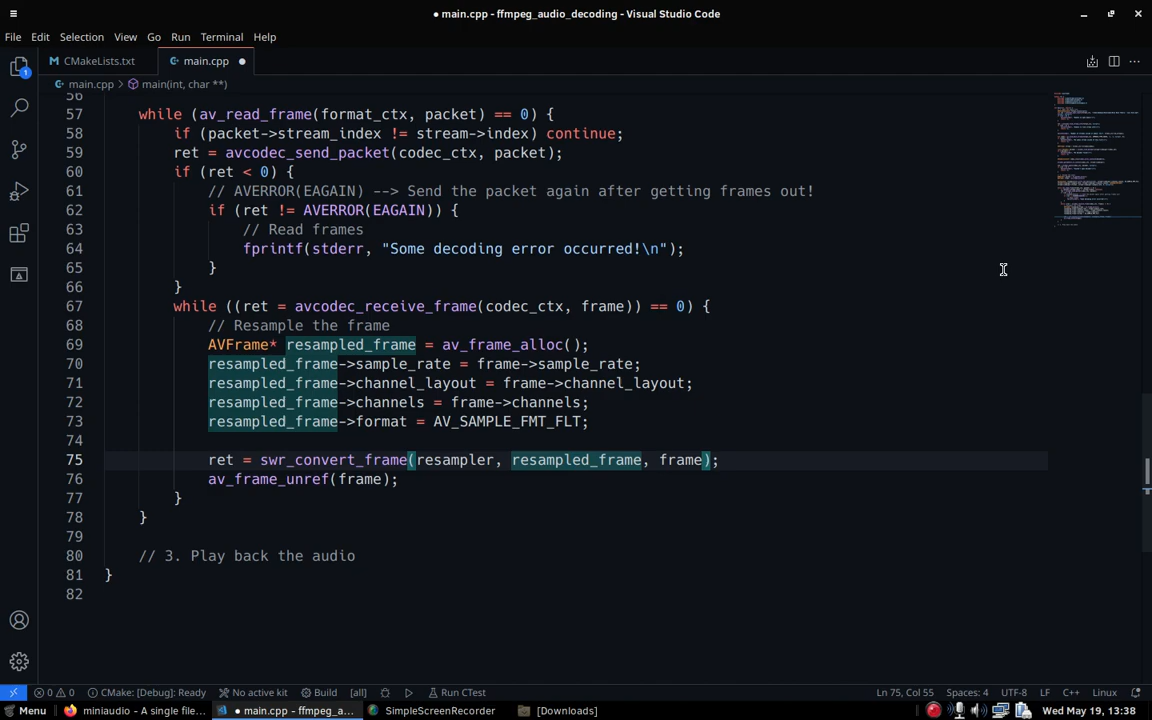 ● main.cpp - ffmpeg_audio_decoding - Visual Studio Code
File Edit Selection View Go Run Terminal Help
CMakeLists.txt main.cpp ●
main.cpp > main(int, char **)
56
57 while (av_read_frame(format_ctx, packet) == 0) {
58 if (packet->stream_index != stream->index) continue;
59 ret = avcodec_send_packet(codec_ctx, packet);
60 if (ret < 0) {
61 // AVERROR(EAGAIN) --> Send the packet again after getting frames out!
62 if (ret != AVERROR(EAGAIN)) {
63 // Read frames
64 fprintf(stderr, "Some decoding error occurred!\n");
65 }
66 }
67 while ((ret = avcodec_receive_frame(codec_ctx, frame)) == 0) {
68 // Resample the frame
69 AVFrame* resampled_frame = av_frame_alloc();
70 resampled_frame->sample_rate = frame->sample_rate;
71 resampled_frame->channel_layout = frame->channel_layout;
72 resampled_frame->channels = frame->channels;
73 resampled_frame->format = AV_SAMPLE_FMT_FLT;
74
75 ret = swr_convert_frame(resampler, resampled_frame, frame);
76 av_frame_unref(frame);
77 }
78 }
79
80 // 3. Play back the audio
81 }
82
1
0 0 CMake: [Debug]: Ready No active kit Build [all] Run CTest Ln 75, Col 55 Spaces: 4 UTF-8 LF C++ Linux
Menu miniaudio - A single file... ● main.cpp - ffmpeg_a... SimpleScreenRecorder [Downloads] Wed May 19, 13:38